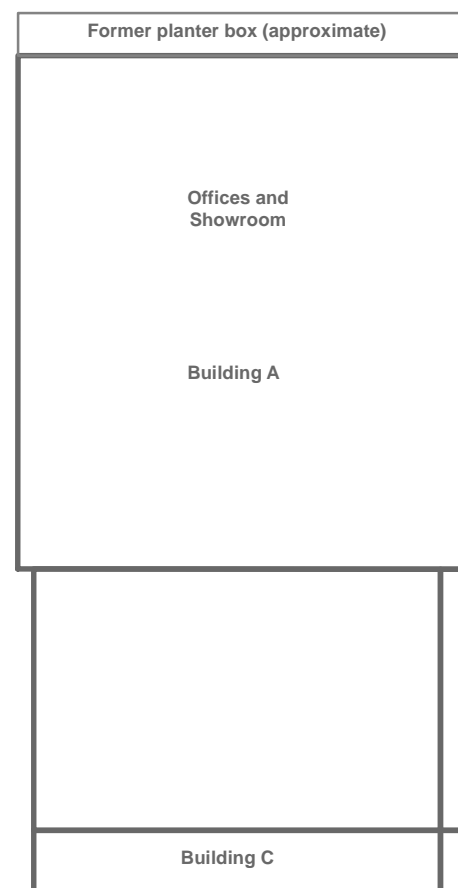 Former planter box (approximate)
Offices and
Showroom
Building A
Building C